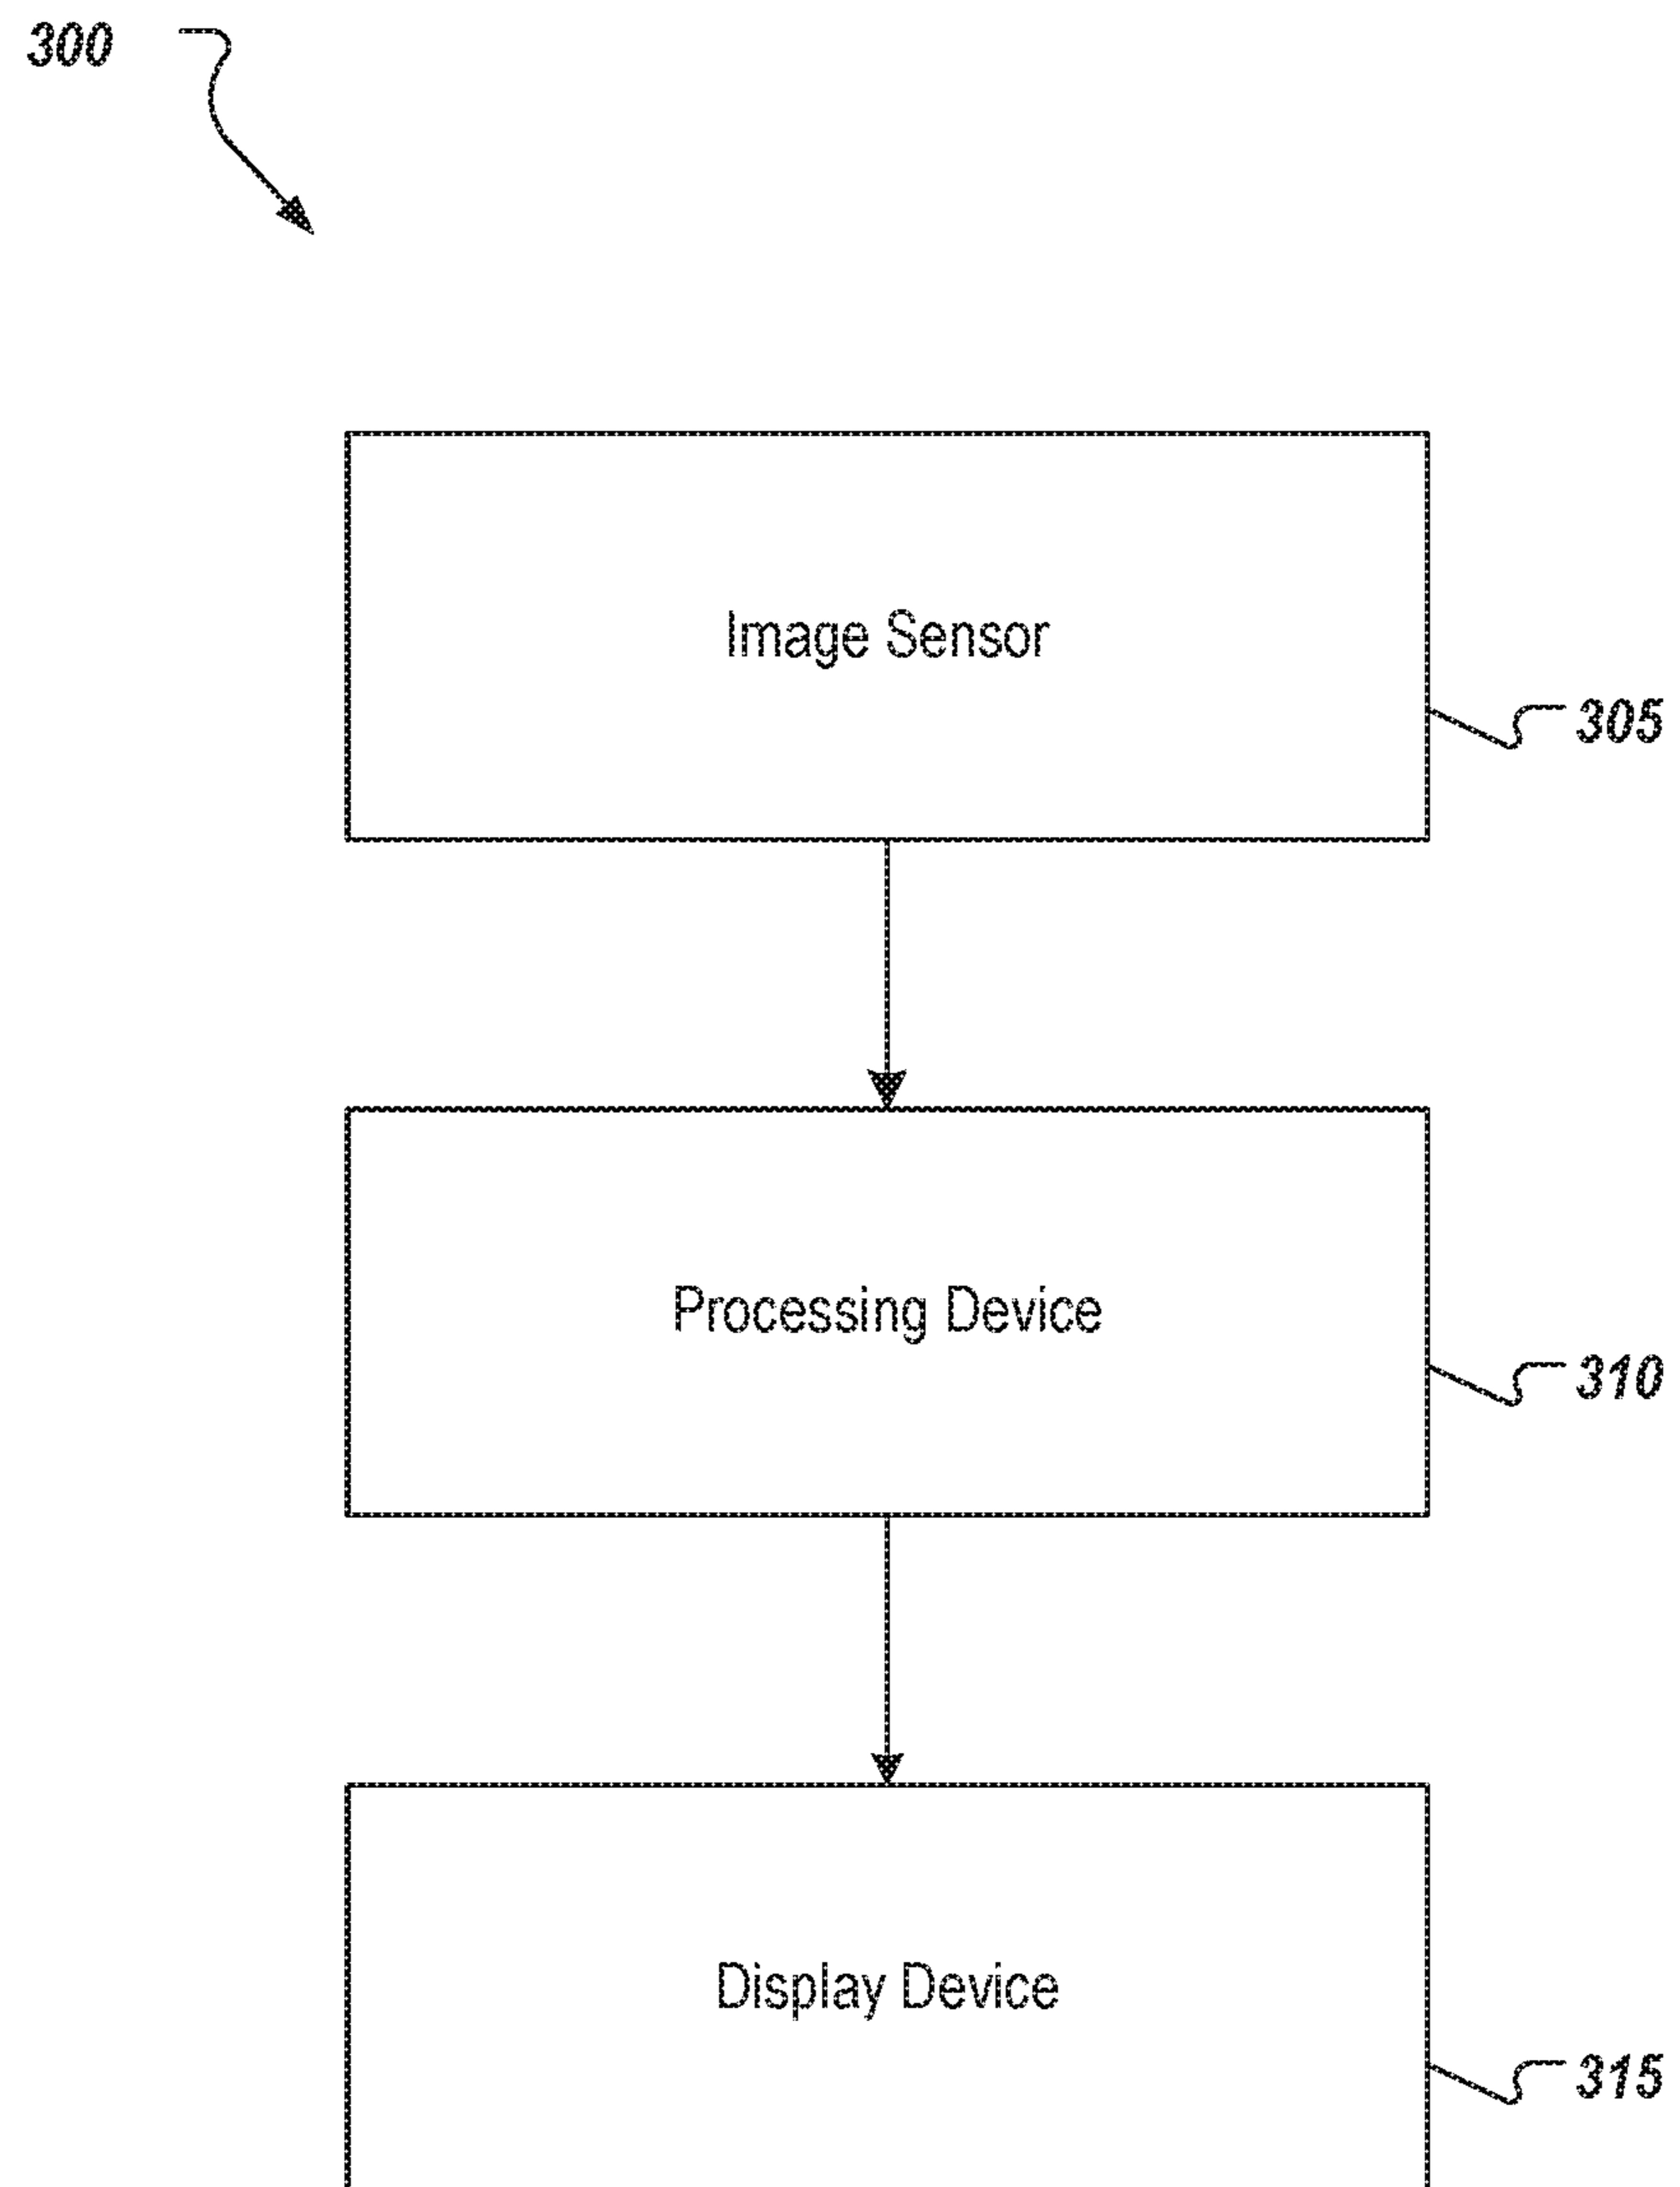 300
Image Sensor
305
Processing Device
310
Display Device
315